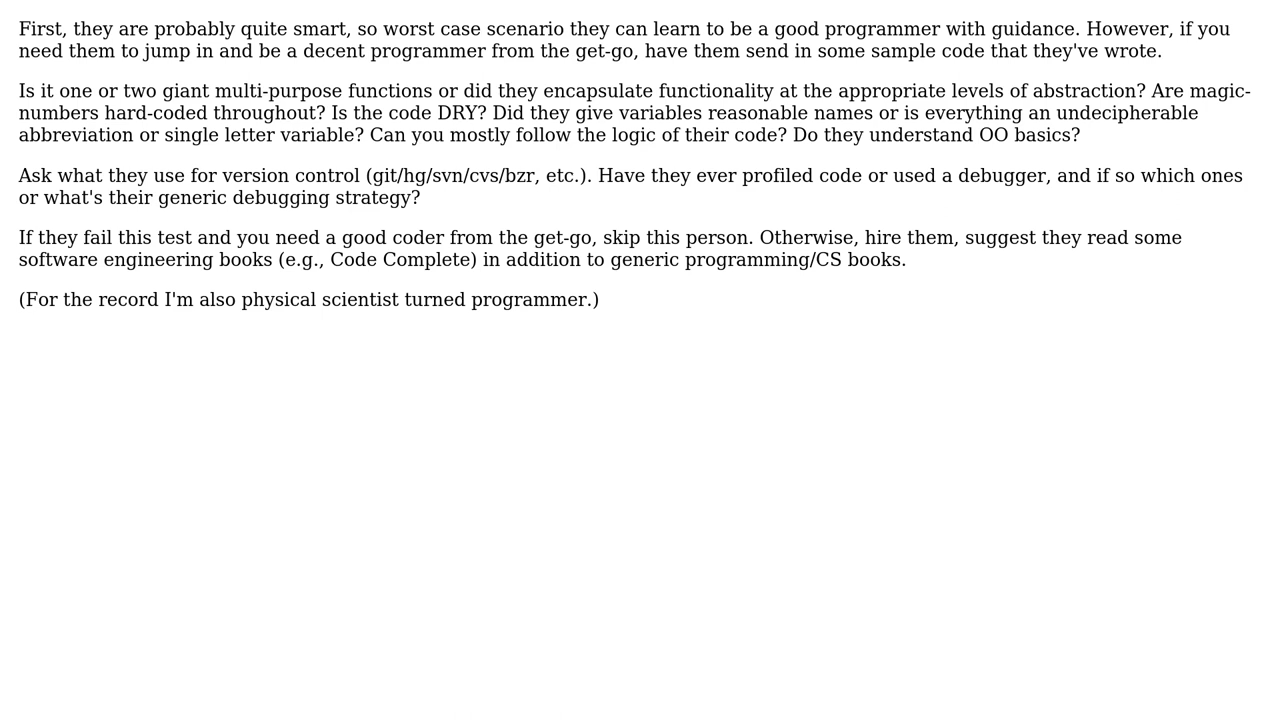 First, they are probably quite smart, so worst case scenario they can learn to be a good programmer with guidance. However, if you
need them to jump in and be a decent programmer from the get-go, have them send in some sample code that they've wrote.
Is it one or two giant multi-purpose functions or did they encapsulate functionality at the appropriate levels of abstraction? Are magic-
numbers hard-coded throughout? Is the code DRY? Did they give variables reasonable names or is everything an undecipherable
abbreviation or single letter variable? Can you mostly follow the logic of their code? Do they understand OO basics?
Ask what they use for version control (git/hg/svn/cvs/bzr, etc.). Have they ever profiled code or used a debugger, and if so which ones
or what's their generic debugging strategy?
If they fail this test and you need a good coder from the get-go, skip this person. Otherwise, hire them, suggest they read some
software engineering books (e.g., Code Complete) in addition to generic programming/CS books.
(For the record I'm also physical scientist turned programmer.)